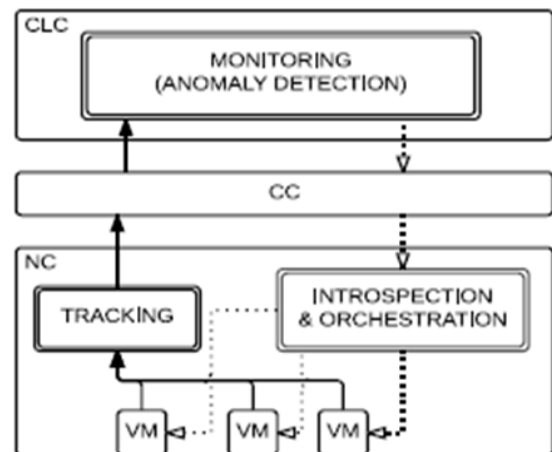 CLC
MONITORING
(ANOMALY DETECTION)
CC
NC
TRACKING
INTROSPECTION
& ORCHESTRATION
VM
VM
VM